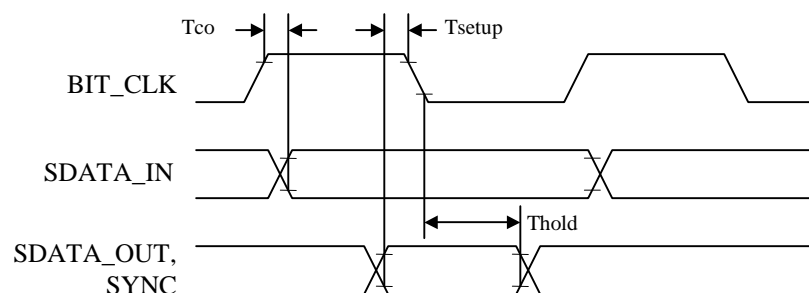 Tco
Tsetup
BIT_CLK
SDATA_IN
Thold
SDATA_OUT,
SYNC